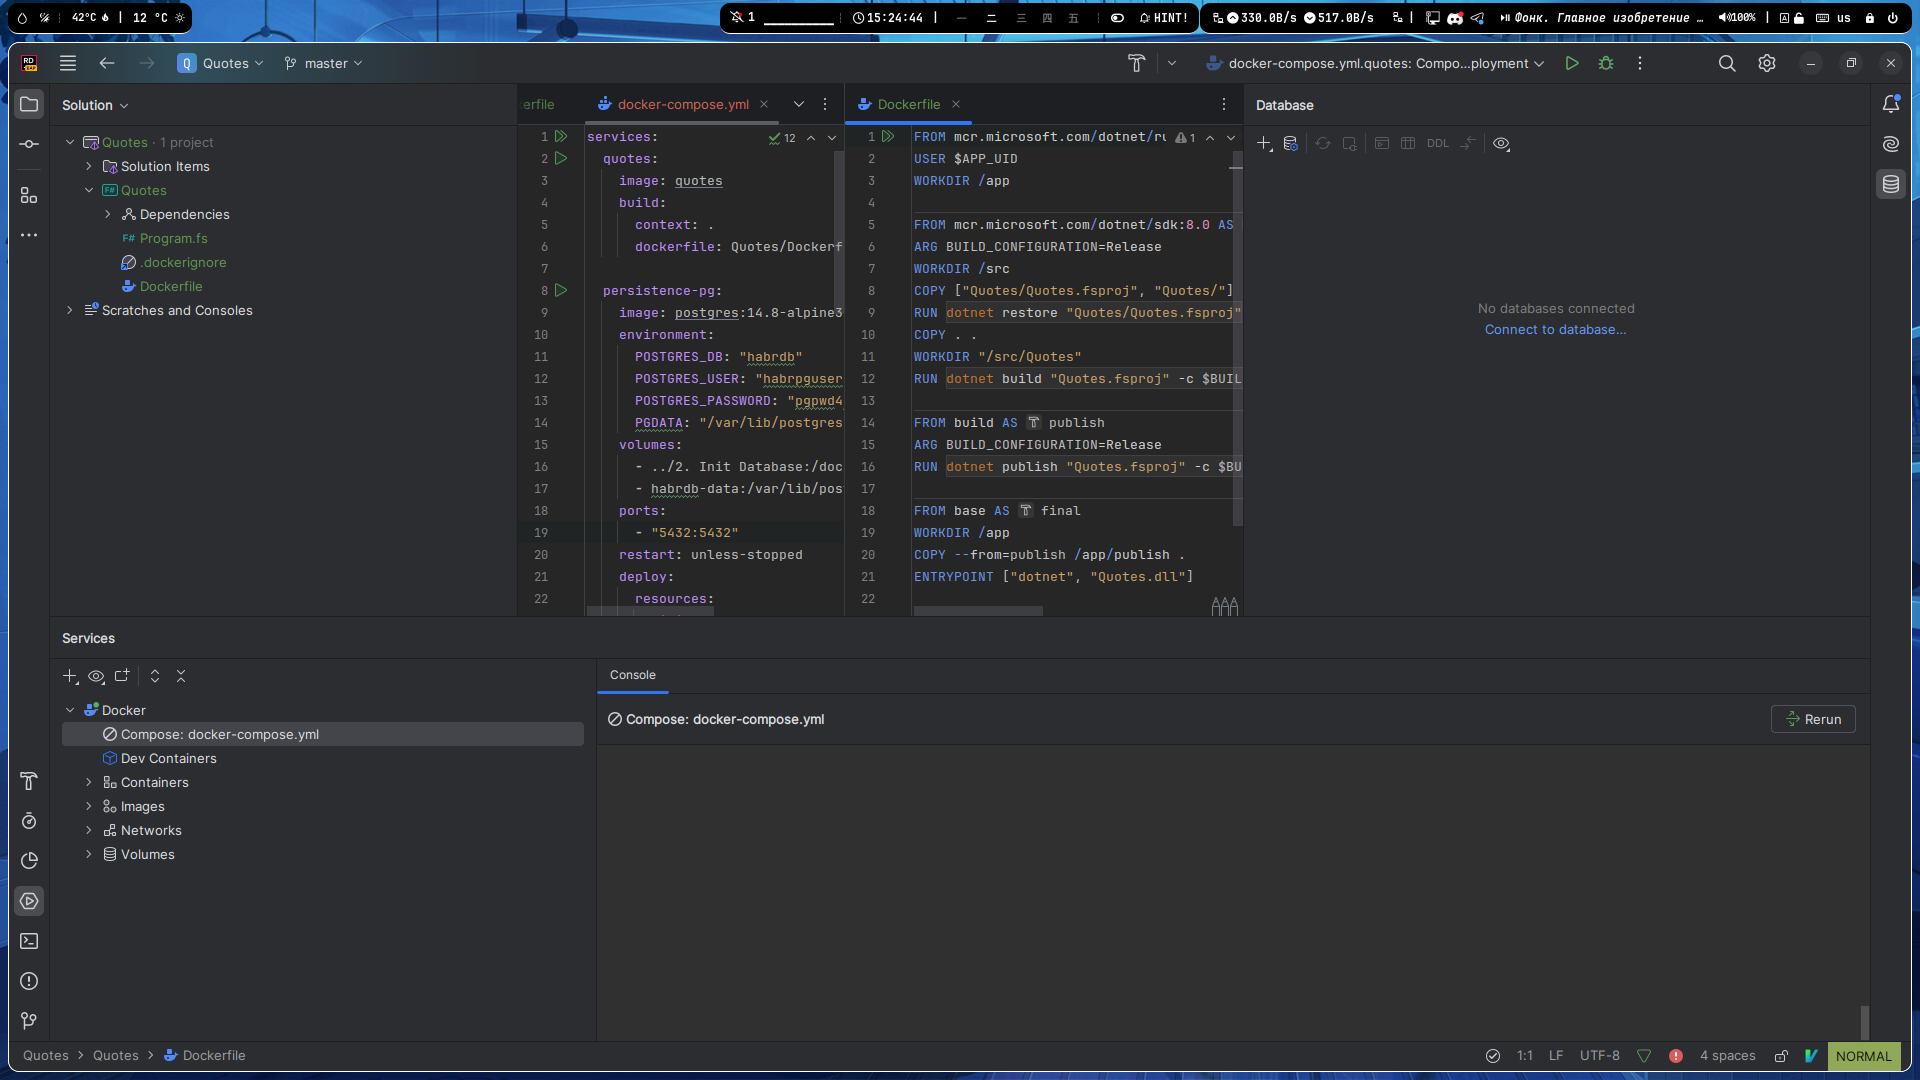 42°C
12 °C
1
15:24:44
一 二 三 四 五
HINT!
330.0B/s 517.0B/s
Фонк. Главное изобретение …
100%
us
RD
EAP
Q Quotes
master
docker-compose.yml.quotes: Compo...ployment
Solution
Quotes · 1 project
Solution Items
F# Quotes
Dependencies
F# Program.fs
.dockerignore
Dockerfile
Scratches and Consoles
erfile
docker-compose.yml
12
1 services:
2 quotes:
3 image: quotes
4 build:
5 context: .
6 dockerfile: Quotes/Dockerf
7
8 persistence-pg:
9 image: postgres:14.8-alpine3
10 environment:
11 POSTGRES_DB: "habrdb"
12 POSTGRES_USER: "habrpguser
13 POSTGRES_PASSWORD: "pgpwd4
14 PGDATA: "/var/lib/postgres
15 volumes:
16 - ../2. Init Database:/doc
17 - habrdb-data:/var/lib/pos
18 ports:
19 - "5432:5432"
20 restart: unless-stopped
21 deploy:
22 resources:
Dockerfile
1
1 FROM mcr.microsoft.com/dotnet/ru
2 USER $APP_UID
3 WORKDIR /app
4
5 FROM mcr.microsoft.com/dotnet/sdk:8.0 AS
6 ARG BUILD_CONFIGURATION=Release
7 WORKDIR /src
8 COPY ["Quotes/Quotes.fsproj", "Quotes/"]
9 RUN dotnet restore "Quotes/Quotes.fsproj"
10 COPY . .
11 WORKDIR "/src/Quotes"
12 RUN dotnet build "Quotes.fsproj" -c $BUIL
13
14 FROM build AS publish
15 ARG BUILD_CONFIGURATION=Release
16 RUN dotnet publish "Quotes.fsproj" -c $BU
17
18 FROM base AS final
19 WORKDIR /app
20 COPY --from=publish /app/publish .
21 ENTRYPOINT ["dotnet", "Quotes.dll"]
22
Database
DDL
No databases connected
Connect to database...
Services
Docker
Compose: docker-compose.yml
Dev Containers
Containers
Images
Networks
Volumes
Console
Compose: docker-compose.yml
Rerun
Quotes > Quotes > Dockerfile
1:1 LF UTF-8 4 spaces NORMAL